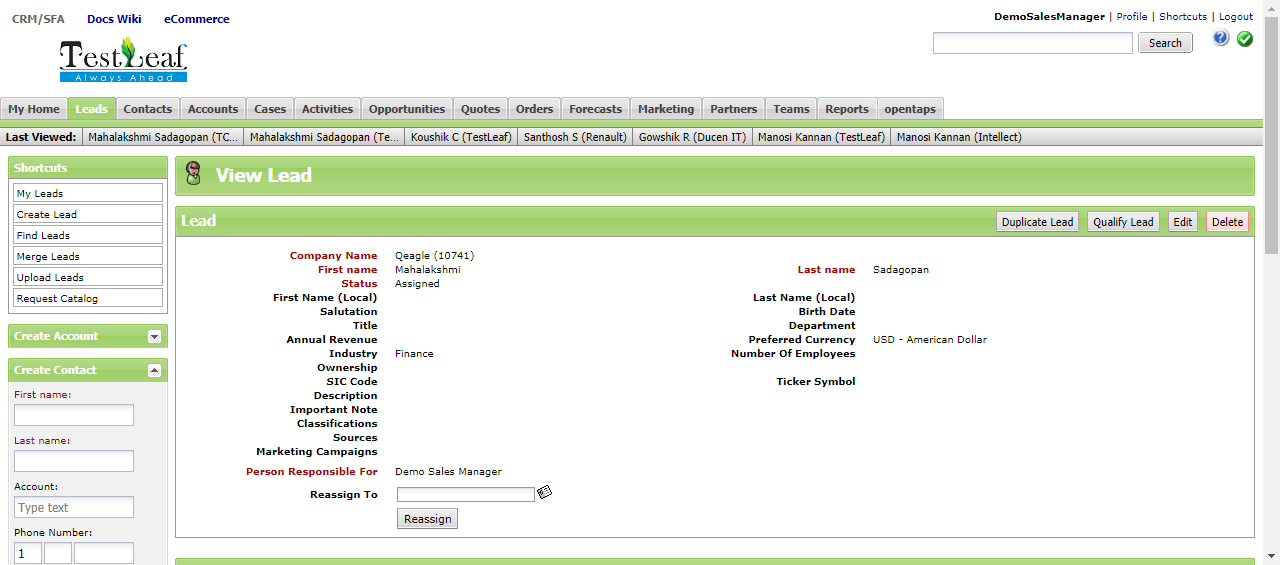 CRM/SFA Docs Wiki eCommerce
DemoSalesManager | Profile | Shortcuts | Logout
TestLeaf
Always Ahead
Search
My Home Leads Contacts Accounts Cases Activities Opportunities Quotes Orders Forecasts Marketing Partners Teams Reports opentaps
Last Viewed: Mahalakshmi Sadagopan (TC... Mahalakshmi Sadagopan (Te... Koushik C (TestLeaf) Santhosh S (Renault) Gowshik R (Ducen IT) Manosi Kannan (TestLeaf) Manosi Kannan (Intellect)
Shortcuts
My Leads
Create Lead
Find Leads
Merge Leads
Upload Leads
Request Catalog
Create Account
Create Contact
First name:
Last name:
Account:
Type text
Phone Number:
1
View Lead
Lead
Duplicate Lead Qualify Lead Edit Delete
Company Name Qeagle (10741)
First name Mahalakshmi Last name Sadagopan
Status Assigned
First Name (Local) Last Name (Local)
Salutation Birth Date
Title Department
Annual Revenue Preferred Currency USD - American Dollar
Industry Finance Number Of Employees
Ownership
SIC Code Ticker Symbol
Description
Important Note
Classifications
Sources
Marketing Campaigns
Person Responsible For Demo Sales Manager
Reassign To
Reassign